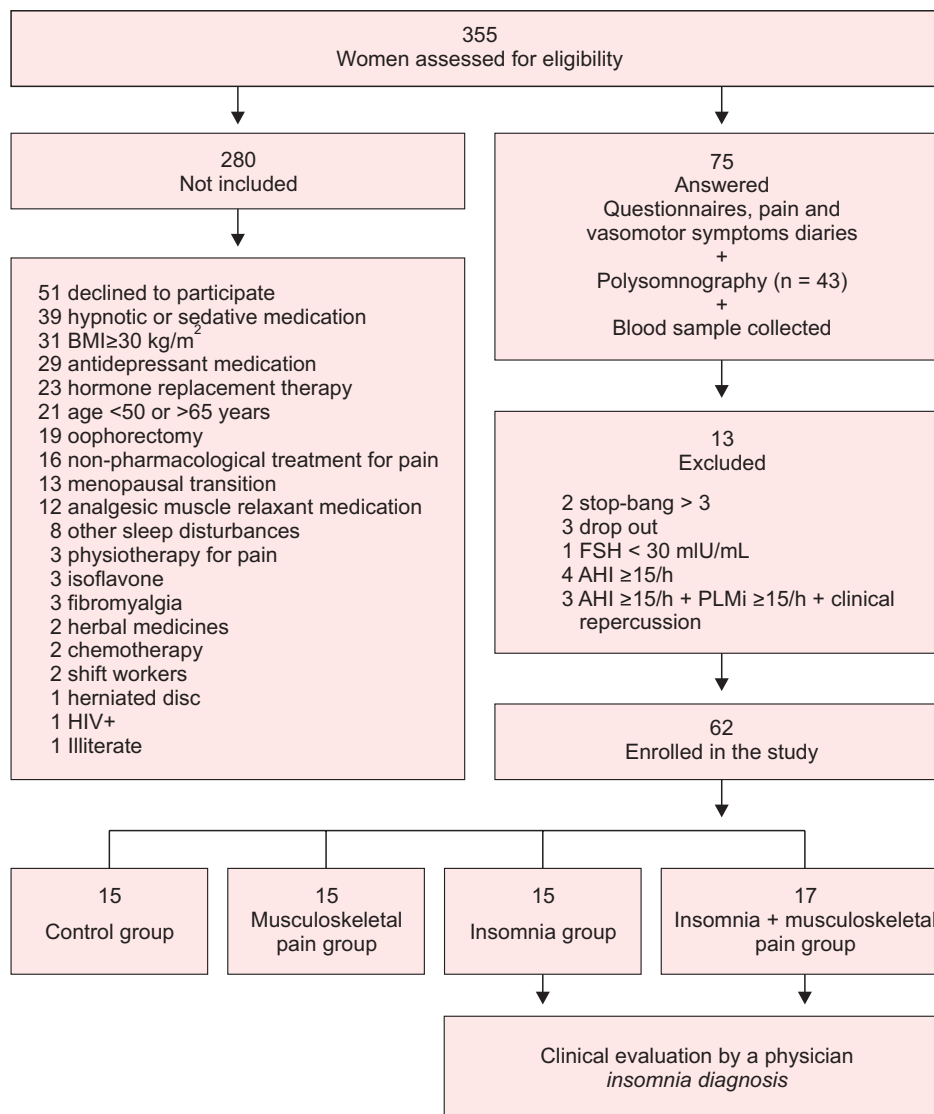 355
Women assessed for eligibility
280
Not included
51 declined to participate
39 hypnotic or sedative medication
31 BMI≥30 kg/m²
29 antidepressant medication
23 hormone replacement therapy
21 age <50 or >65 years
19 oophorectomy
16 non-pharmacological treatment for pain
13 menopausal transition
12 analgesic muscle relaxant medication
8 other sleep disturbances
3 physiotherapy for pain
3 isoflavone
3 fibromyalgia
2 herbal medicines
2 chemotherapy
2 shift workers
1 herniated disc
1 HIV+
1 Illiterate
75
Answered
Questionnaires, pain and
vasomotor symptoms diaries
+
Polysomnography (n = 43)
+
Blood sample collected
13
Excluded
2 stop-bang > 3
3 drop out
1 FSH < 30 mlU/mL
4 AHI ≥15/h
3 AHI ≥15/h + PLMi ≥15/h + clinical
repercussion
62
Enrolled in the study
15
Control group
15
Musculoskeletal
pain group
15
Insomnia group
17
Insomnia + musculoskeletal
pain group
Clinical evaluation by a physician
insomnia diagnosis